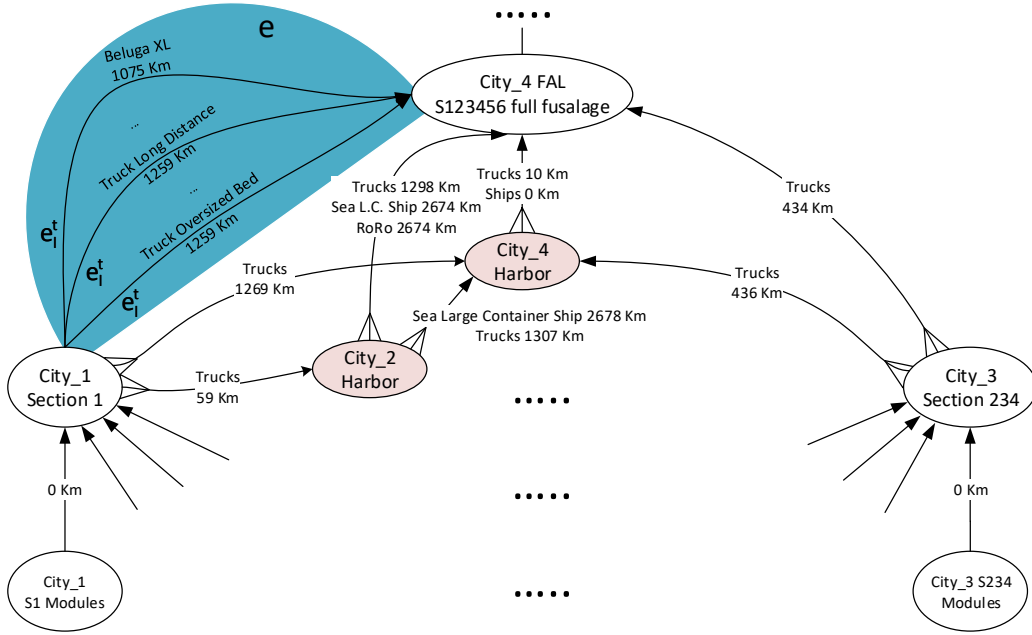 .....
e
Beluga XL
1075 Km
...
Truck Long Distance
1259 Km
...
Truck Oversized Bed
1259 Km
e_l^t
e_l^t
e_l^t
City_4 FAL
S123456 full fusalage
Trucks 1298 Km
Sea L.C. Ship 2674 KM
RoRo 2674 Km
Trucks 10 Km
Ships 0 KM
Trucks
434 Km
City_4
Harbor
Trucks
1269 Km
Trucks
436 Km
Sea Large Container Ship 2678 km
Trucks 1307 Km
City_2
Harbor
City_1
Section 1
Trucks
59 Km
City_3
Section 234
.....
0 Km
.....
0 Km
City_1
S1 Modules
.....
City_3 S234
Modules